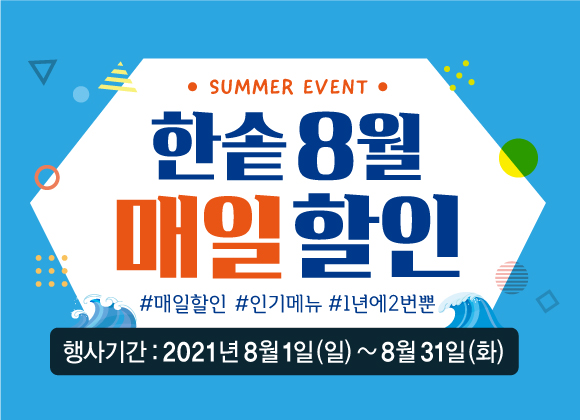 • SUMMER EVENT •
한솥 8월
매일 할인
#매일할인 #인기메뉴 #1년에2번뿐
행사기간 : 2021년 8월 1일 (일) ~ 8월 31일 (화)